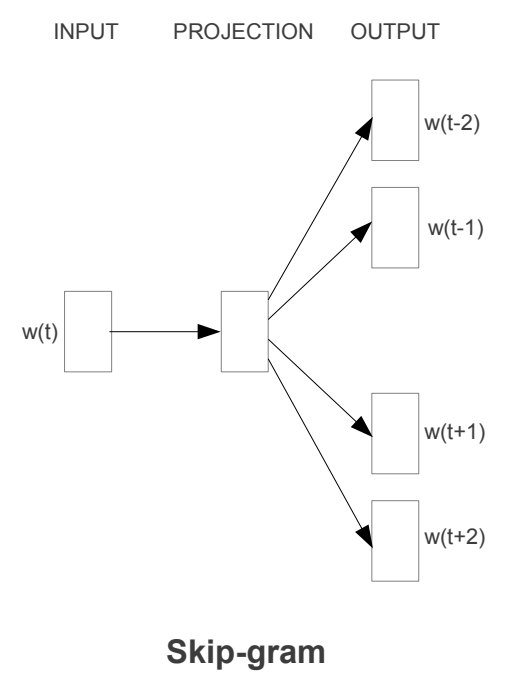 INPUT PROJECTION OUTPUT
w(t-2)
w(t-1)
w(t)
w(t+1)
w(t+2)
Skip-gram